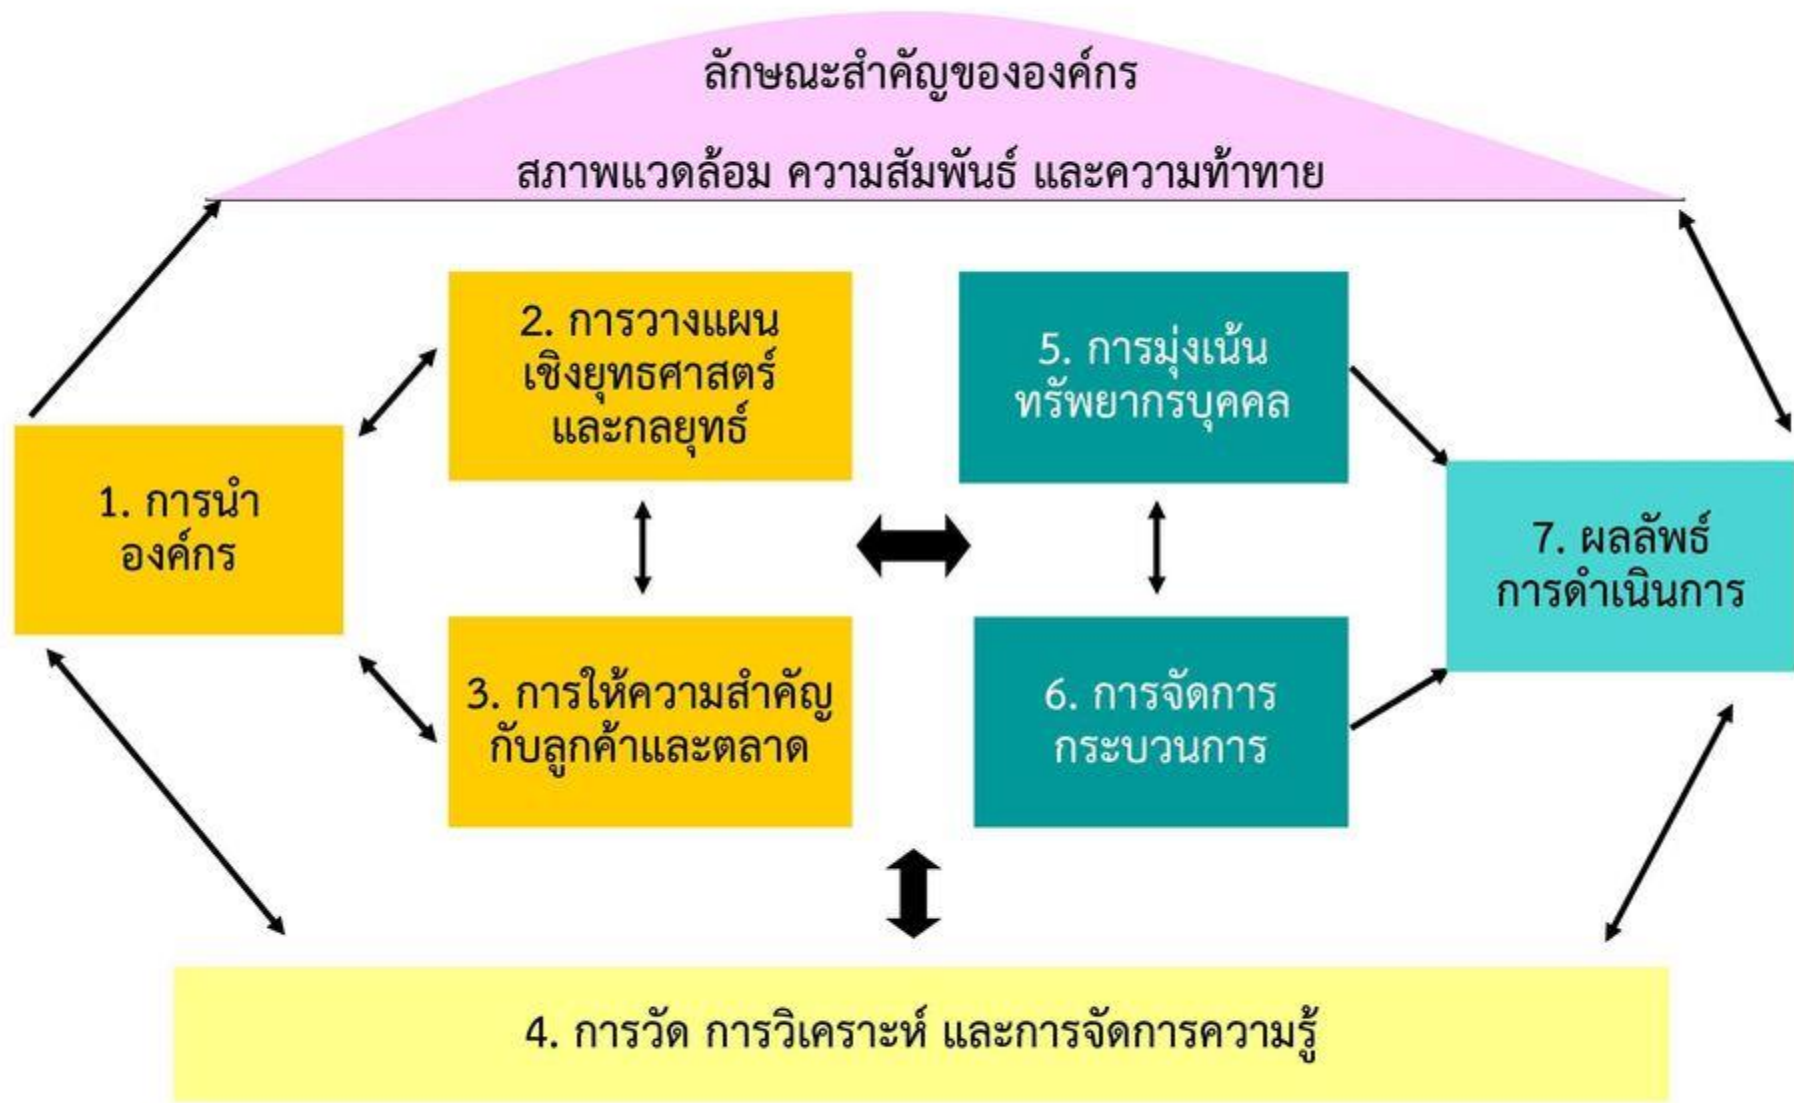 ลักษณะสำคัญขององค์กร
สภาพแวดล้อม ความสัมพันธ์ และความท้าทาย
1. การนำ
องค์กร
2. การวางแผน
เชิงยุทธศาสตร์
และกลยุทธ์
3. การให้ความสำคัญ
กับลูกค้าและตลาด
5. การมุ่งเน้น
ทรัพยากรบุคคล
6. การจัดการ
กระบวนการ
7. ผลลัพธ์
การดำเนินการ
4. การวัด การวิเคราะห์ และการจัดการความรู้